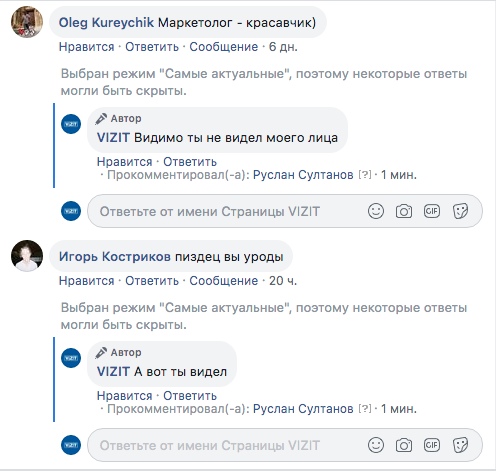 Oleg Kureychik Маркетолог - красавчик)
Нравится · Ответить · Сообщение · 6 дн.
Выбран режим "Самые актуальные", поэтому некоторые ответы
могли быть скрыты.
Автор
VIZIT
VIZIT Видимо ты не видел моего лица
Нравится · Ответить
· Прокомментировал(-а): Руслан Султанов [?] · 1 мин.
VIZIT
Ответьте от имени Страницы VIZIT
GIF
Игорь Костриков пиздец вы уроды
Нравится · Ответить · Сообщение · 20 ч.
Выбран режим "Самые актуальные", поэтому некоторые ответы
могли быть скрыты.
Автор
VIZIT
VIZIT А вот ты видел
Нравится · Ответить
· Прокомментировал(-а): Руслан Султанов [?] · 1 мин.
VIZIT
Ответьте от имени Страницы VIZIT
GIF